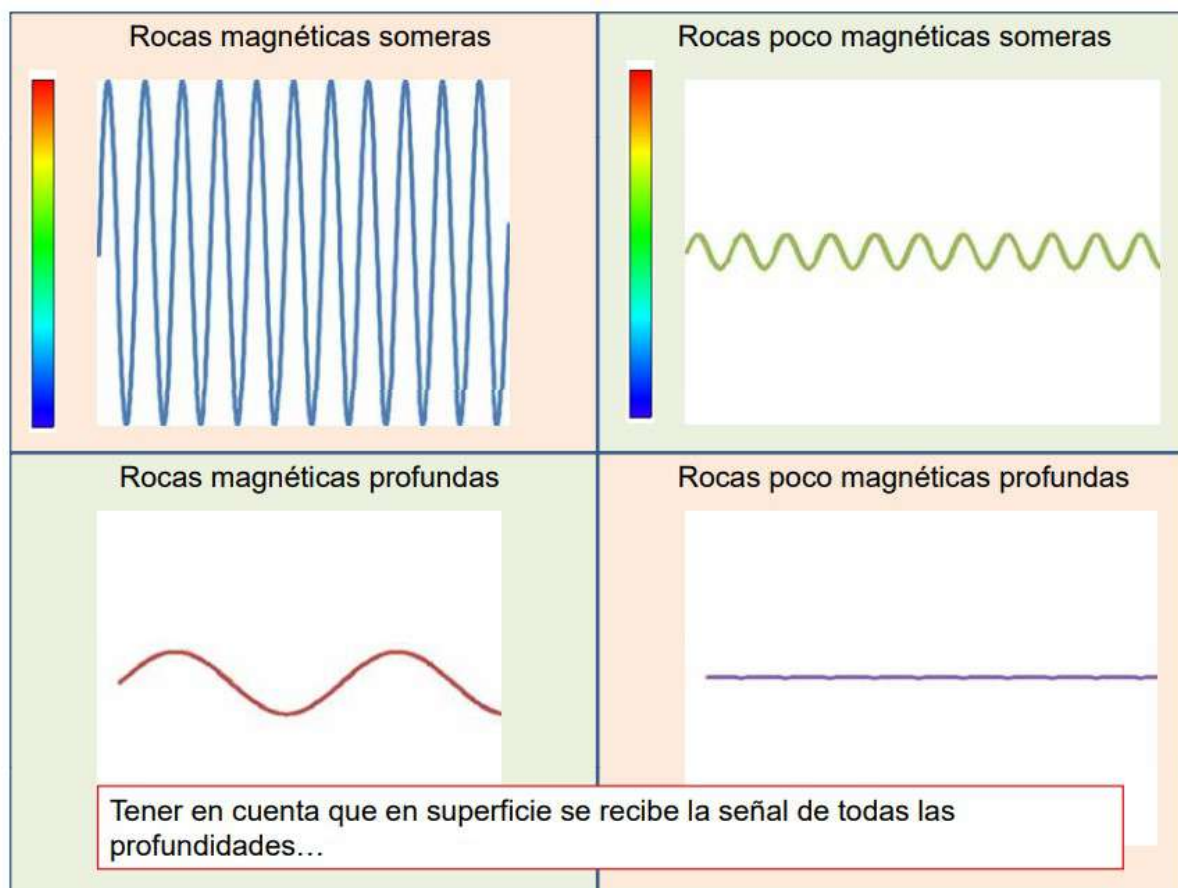 Rocas magnéticas someras
Rocas poco magnéticas someras
Rocas magnéticas profundas
Rocas poco magnéticas profundas
Tener en cuenta que en superficie se recibe la señal de todas las
profundidades…